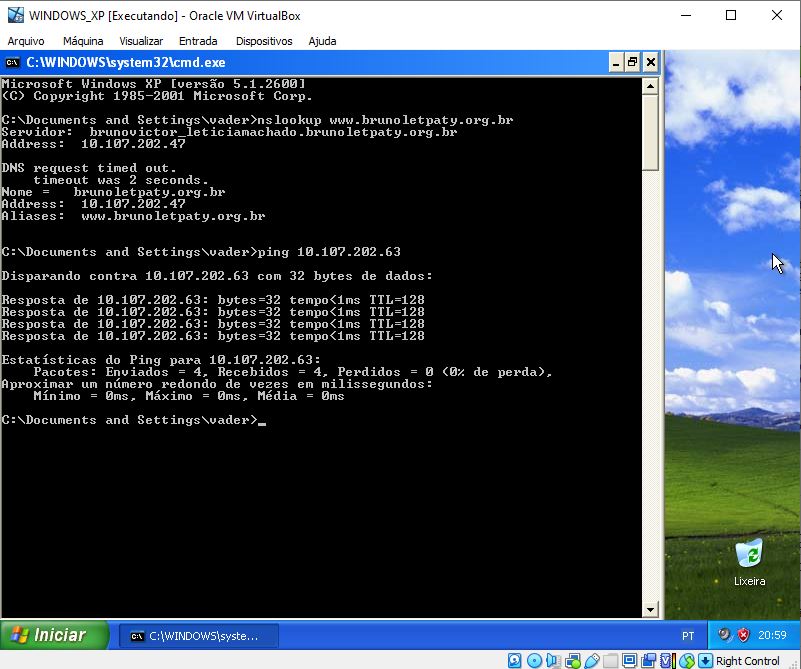 WINDOWS_XP [Executando] - Oracle VM VirtualBox
Arquivo Máquina Visualizar Entrada Dispositivos Ajuda
C:\WINDOWS\system32\cmd.exe
Microsoft Windows XP [versão 5.1.2600]
(C) Copyright 1985-2001 Microsoft Corp.
C:\Documents and Settings\vader>nslookup www.brunoletpaty.org.br
Servidor: brunovictor_leticiamachado.brunoletpaty.org.br
Address: 10.107.202.47
DNS request timed out.
timeout was 2 seconds.
Nome = brunoletpaty.org.br
Address: 10.107.202.47
Aliases: www.brunoletpaty.org.br
C:\Documents and Settings\vader>ping 10.107.202.63
Disparando contra 10.107.202.63 com 32 bytes de dados:
Resposta de 10.107.202.63: bytes=32 tempo<1ms TTL=128
Resposta de 10.107.202.63: bytes=32 tempo<1ms TTL=128
Resposta de 10.107.202.63: bytes=32 tempo<1ms TTL=128
Resposta de 10.107.202.63: bytes=32 tempo<1ms TTL=128
Estatísticas do Ping para 10.107.202.63:
Pacotes: Enviados = 4, Recebidos = 4, Perdidos = 0 (0% de perda),
Aproximar um número redondo de vezes em milissegundos:
Mínimo = 0ms, Máximo = 0ms, Média = 0ms
C:\Documents and Settings\vader>_
Lixeira
Iniciar
C:\WINDOWS\syste...
PT
20:59
Right Control